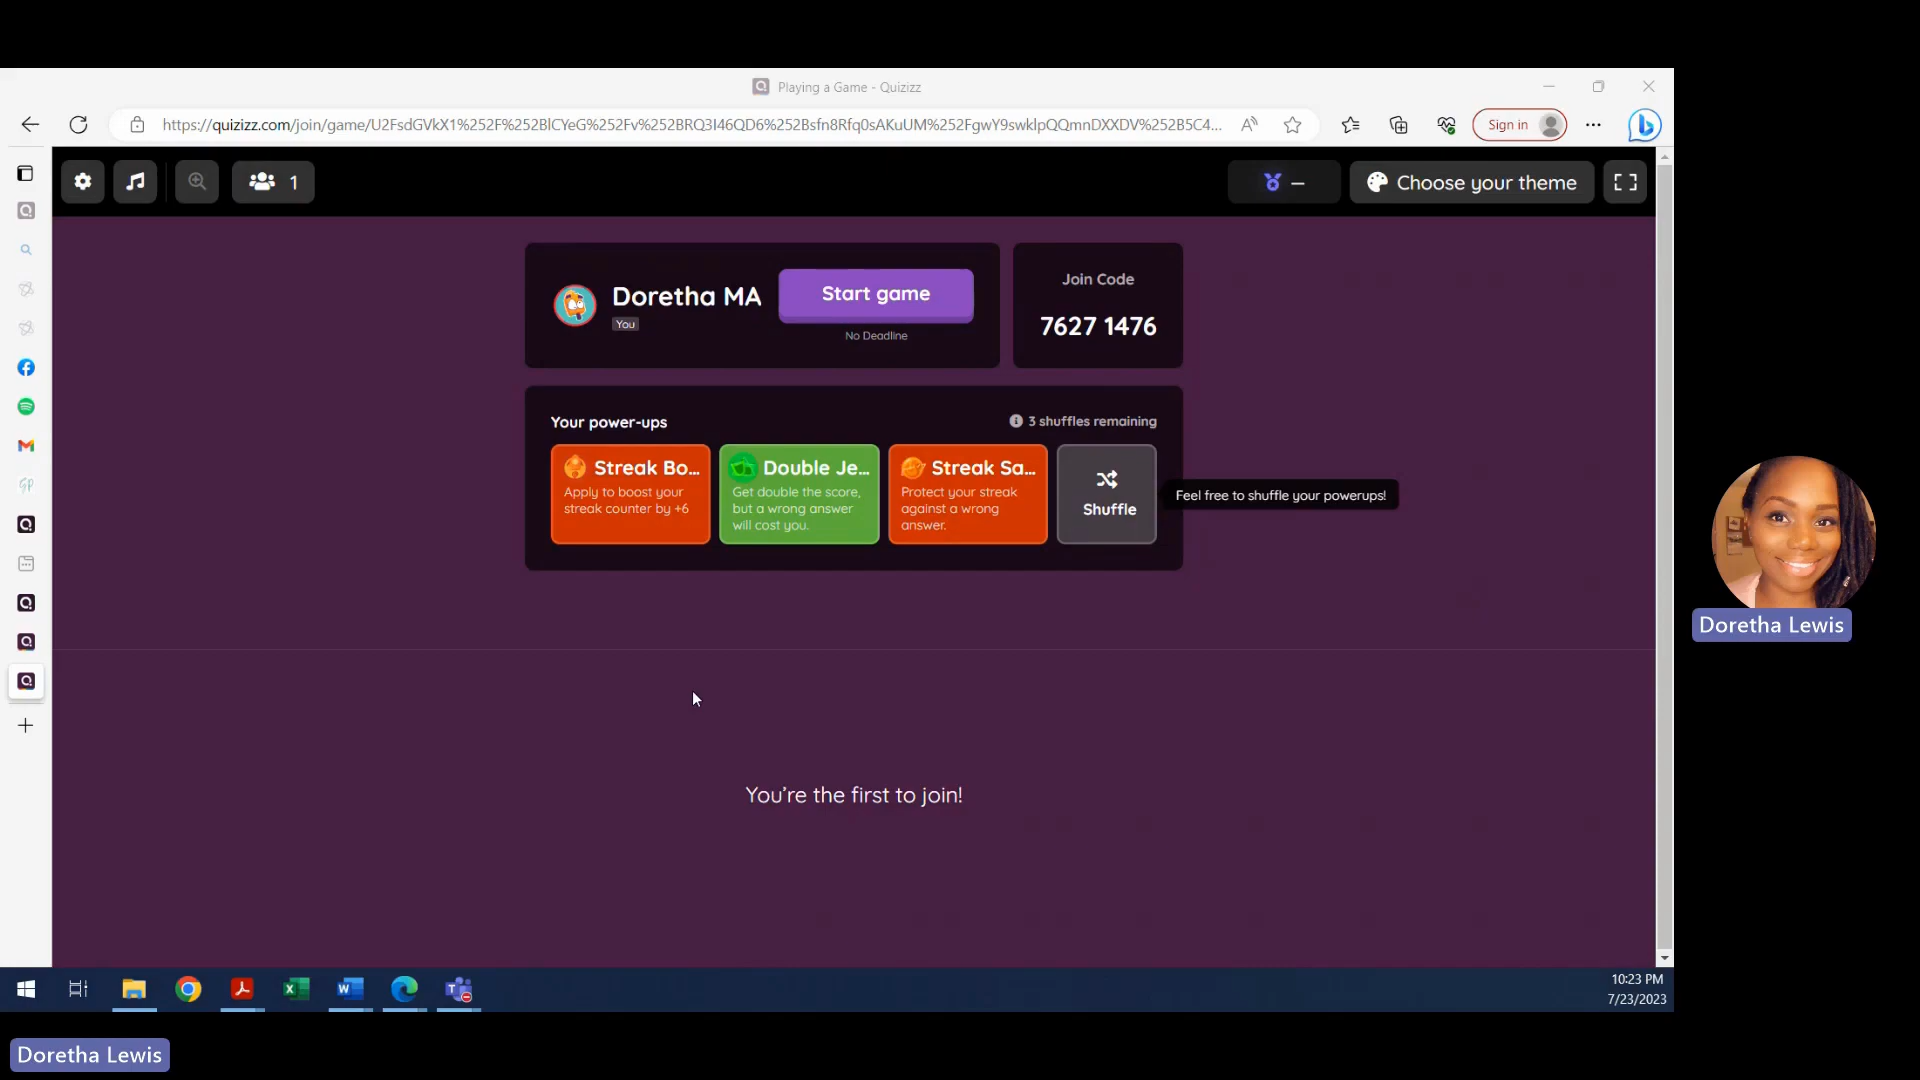 Playing a Game - Quizizz
https://quizizz.com/join/game/U2FsdGVkX1%252F%252BlCYeG%252Fv%252BRQ3I46QD6%252Bsfn8Rfq0sAKuUM%252FgwY9swklpQQmnDXXDV%252B5C4...
Sign in
1
–
Choose your theme
Doretha MA
You
Start game
No Deadline
Join Code
7627 1476
Your power-ups
3 shuffles remaining
Streak Bo...
Apply to boost your
streak counter by +6
Double Je...
Get double the score,
but a wrong answer
will cost you.
Streak Sa...
Protect your streak
against a wrong
answer.
Shuffle
Feel free to shuffle your powerups!
You're the first to join!
Doretha Lewis
10:23 PM
7/23/2023
Doretha Lewis